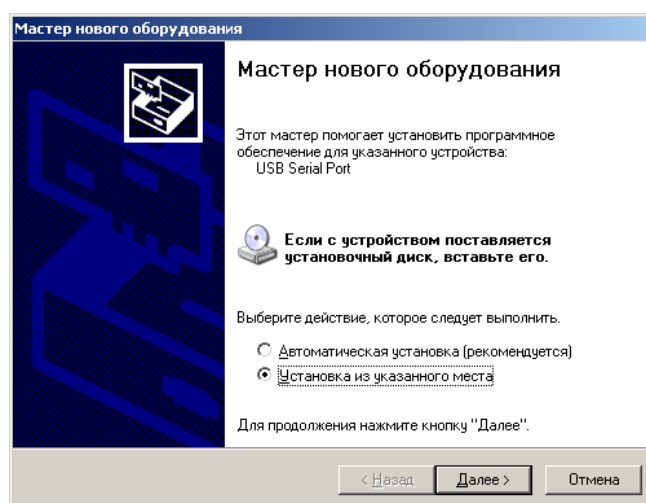 Мастер нового оборудования
Мастер нового оборудования
Этот мастер помогает установить программное
обеспечение для указанного устройства:
USB Serial Port
Если с устройством поставляется
установочный диск, вставьте его.
Выберите действие, которое следует выполнить.
Автоматическая установка (рекомендуется)
Установка из указанного места
Для продолжения нажмите кнопку "Далее".
< Назад Далее > Отмена